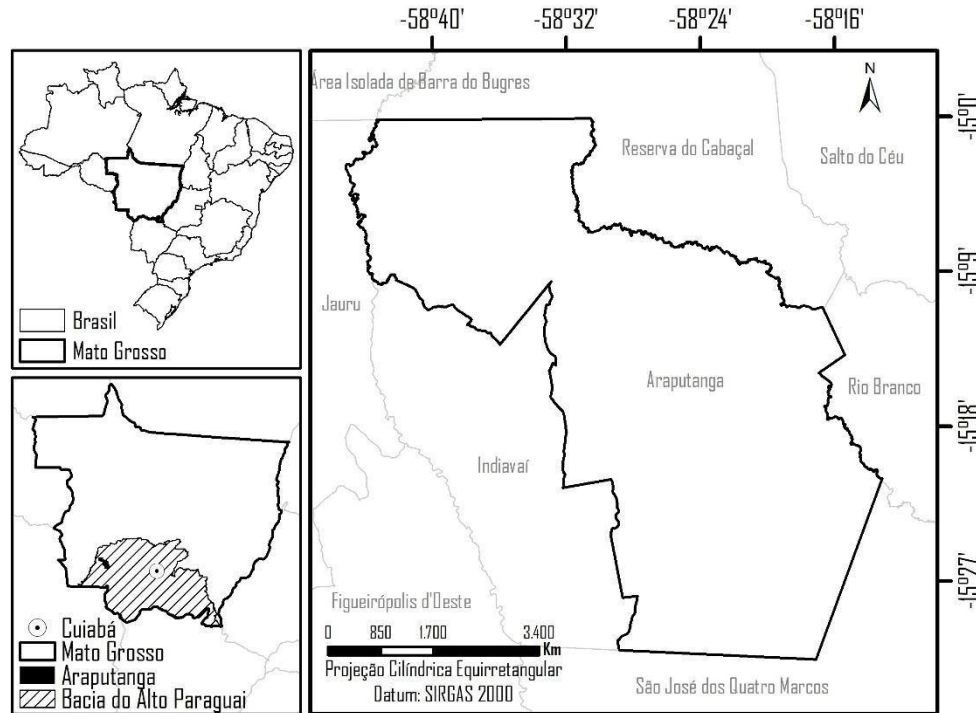 -58º40'
-58º32'
-58º24'
-58º16'
Brasil
Mato Grosso
Cuiabá
Mato Grosso
Araputanga
Bacia do Alto Paraguai
Área Isolada de Barra do Bugres
N
Reserva do Cabaçal
Salto do Céu
Jauru
Araputanga
Rio Branco
Indiavaí
Figueirópolis d'Oeste
São José dos Quatro Marcos
0 850 1.700 3.400
Km
Projeção Cilíndrica Equirretangular
Datum: SIRGAS 2000
-15º0'
-15º9'
-15º18'
-15º27'